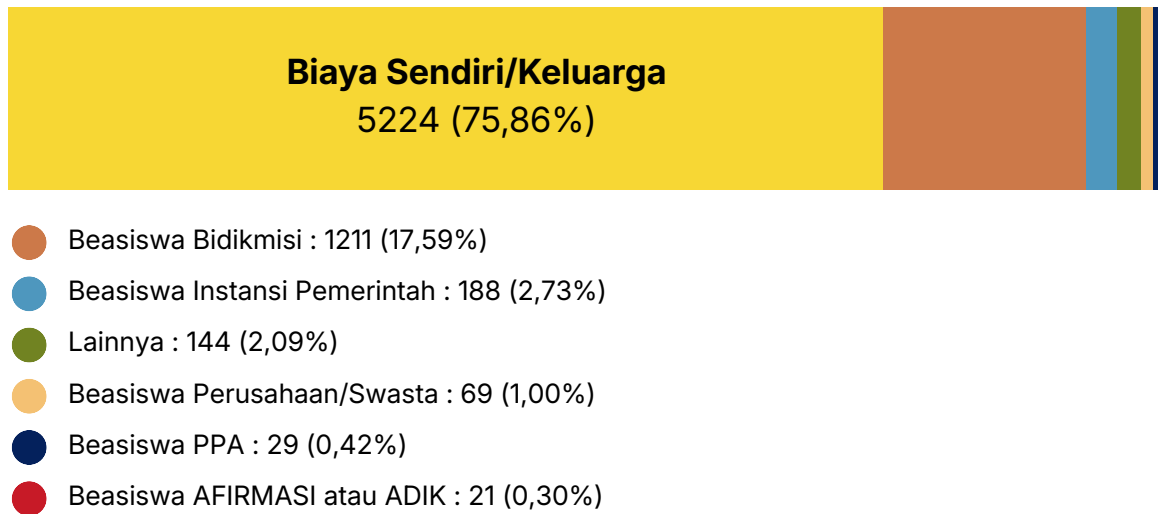 Biaya Sendiri/Keluarga
5224 (75,86%)
Beasiswa Bidikmisi : 1211 (17,59%)
Beasiswa Instansi Pemerintah : 188 (2,73%)
Lainnya : 144 (2,09%)
Beasiswa Perusahaan/Swasta : 69 (1,00%)
Beasiswa PPA : 29 (0,42%)
Beasiswa AFIRMASI atau ADIK : 21 (0,30%)